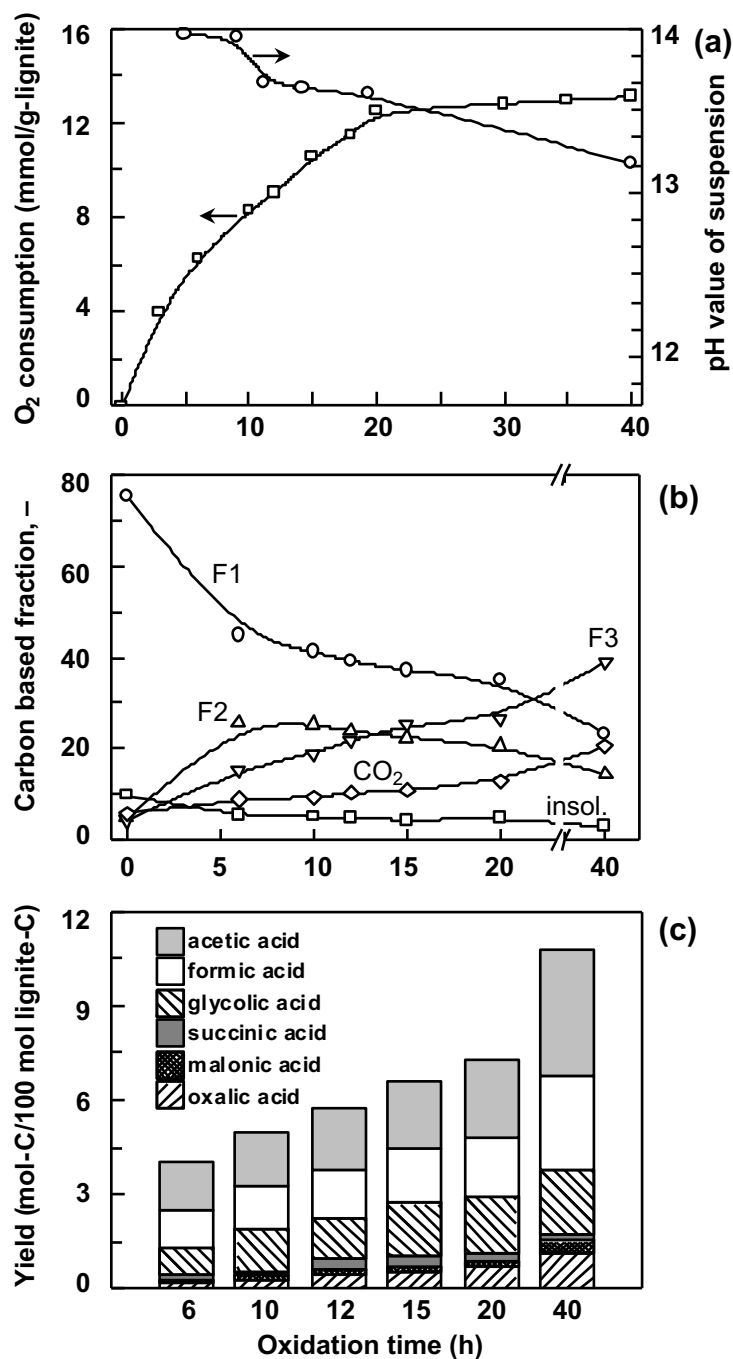 (a)
O₂ consumption (mmol/g-lignite)
16
12
8
4
0
14
13
12
pH value of suspension
0 10 20 30 40
(b)
Carbon based fraction, –
80
60
40
20
0
F1
F2
F3
CO₂
insol.
0 5 10 15 20 40
(c)
Yield (mol-C/100 mol lignite-C)
12
9
6
3
0
acetic acid
formic acid
glycolic acid
succinic acid
malonic acid
oxalic acid
6 10 12 15 20 40
Oxidation time (h)